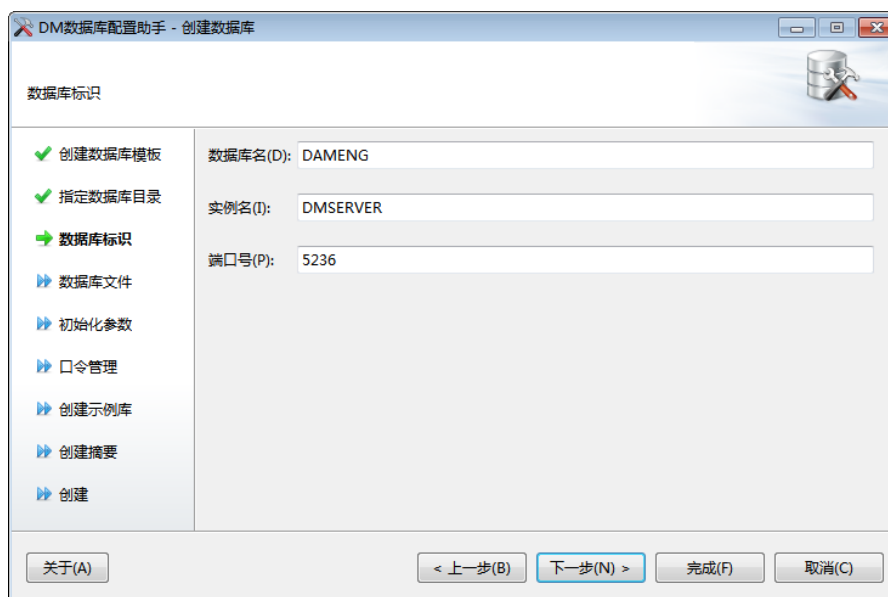 DM数据库配置助手 - 创建数据库
数据库标识
创建数据库模板
指定数据库目录
数据库标识
数据库文件
初始化参数
口令管理
创建示例库
创建摘要
创建
数据库名(D): DAMENG
实例名(I): DMSERVER
端口号(P): 5236
关于(A) < 上一步(B) 下一步(N) > 完成(F) 取消(C)